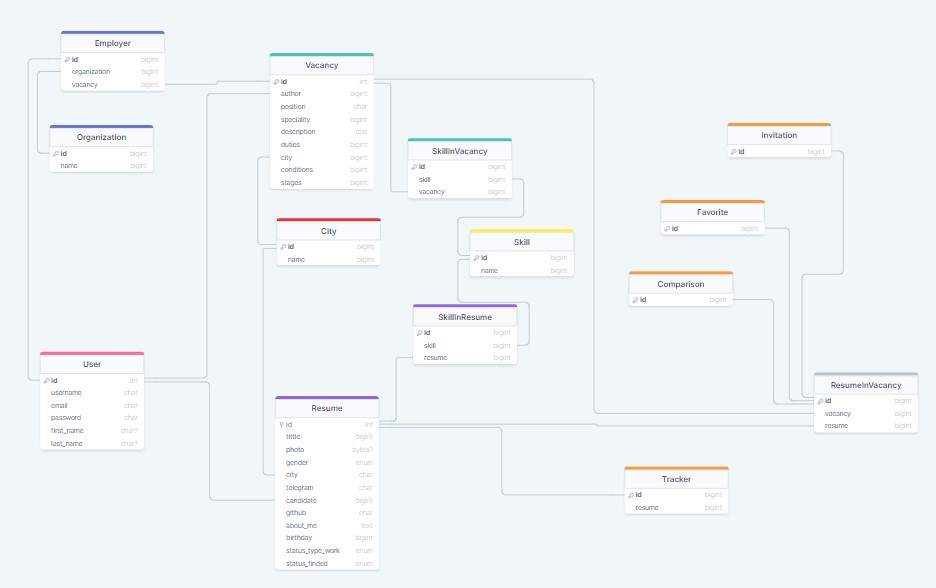 Employer
id bigint
organization bigint
vacancy bigint
Organization
id bigint
name bigint
Vacancy
id int
author bigint
position char
speciality bigint
description text
duties bigint
city bigint
conditions bigint
stages bigint
SkillInVacancy
id bigint
skill bigint
vacancy bigint
City
id bigint
name bigint
Skill
id bigint
name bigint
SkillInResume
id bigint
skill bigint
resume bigint
Invitation
id bigint
Favorite
id bigint
Comparison
id bigint
User
id int
username char
email char
password char
first_name char?
last_name char?
Resume
id int
tittle bigint
photo bytea?
gender enum
city char
telegram char
candidate bigint
github char
about_me text
birthday bigint
status_type_work enum
status_finded enum
ResumeInVacancy
id bigint
vacancy bigint
resume bigint
Tracker
id bigint
resume bigint